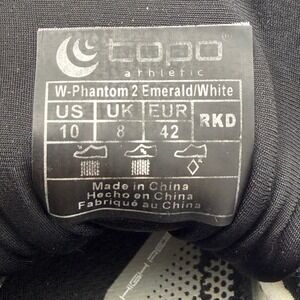 topo
athletic
W-Phantom 2 Emerald/White
US UK EUR RKD
10 8 42
Made in China
Hecho en China
Fabriqué au China